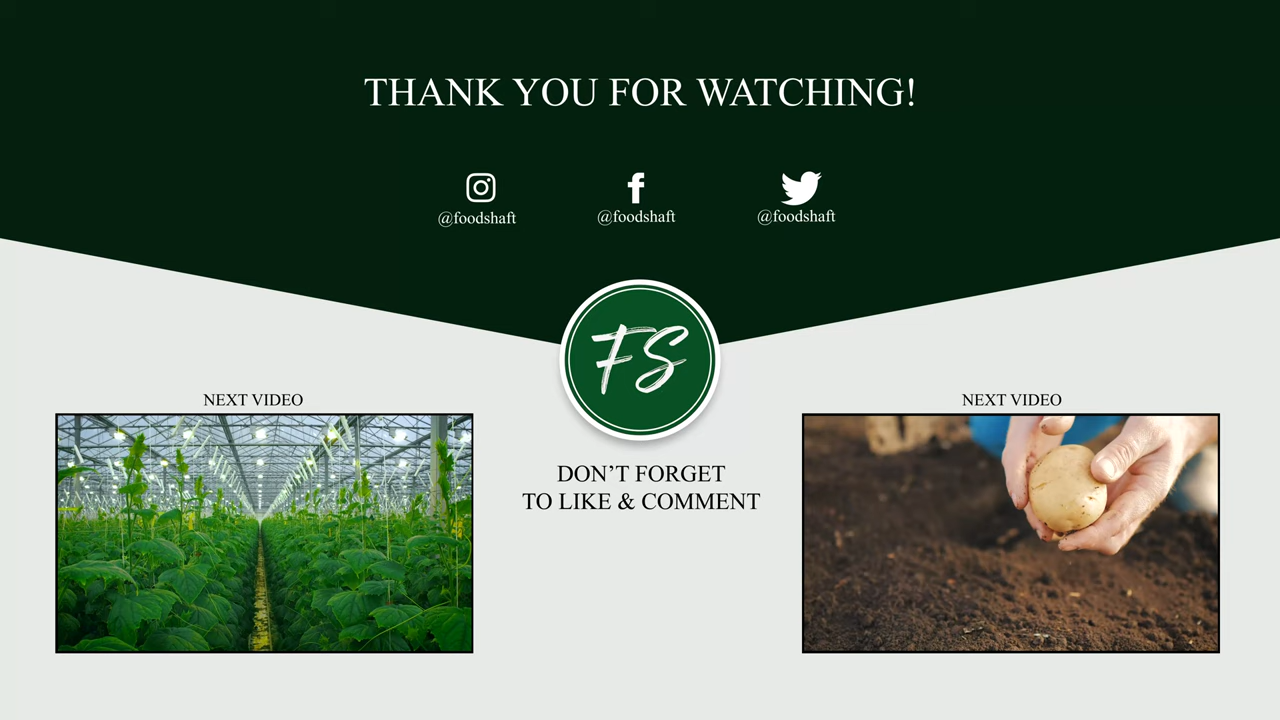 THANK YOU FOR WATCHING!
@foodshaft
@foodshaft
@foodshaft
FS
NEXT VIDEO
NEXT VIDEO
DON’T FORGET
TO LIKE & COMMENT